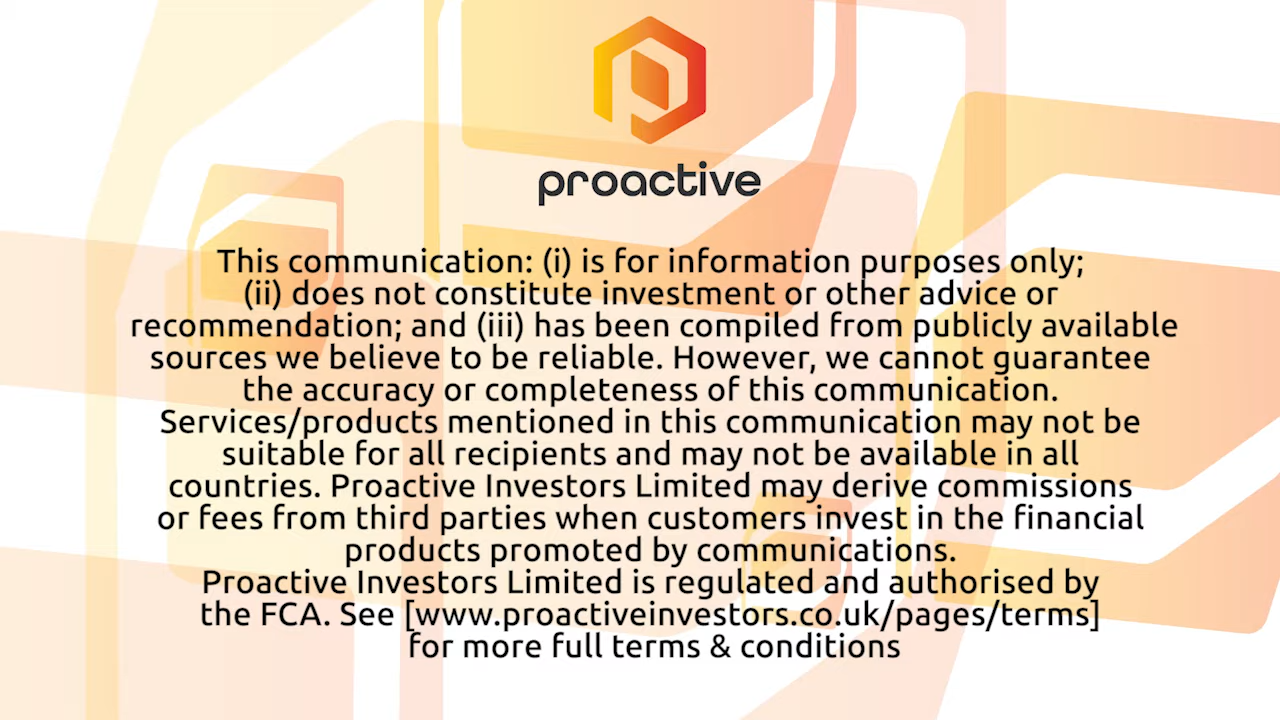 proactive
This communication: (i) is for information purposes only;
(ii) does not constitute investment or other advice or
recommendation; and (iii) has been compiled from publicly available
sources we believe to be reliable. However, we cannot guarantee
the accuracy or completeness of this communication.
Services/products mentioned in this communication may not be
suitable for all recipients and may not be available in all
countries. Proactive Investors Limited may derive commissions
or fees from third parties when customers invest in the financial
products promoted by communications.
Proactive Investors Limited is regulated and authorised by
the FCA. See [www.proactiveinvestors.co.uk/pages/terms]
for more full terms & conditions